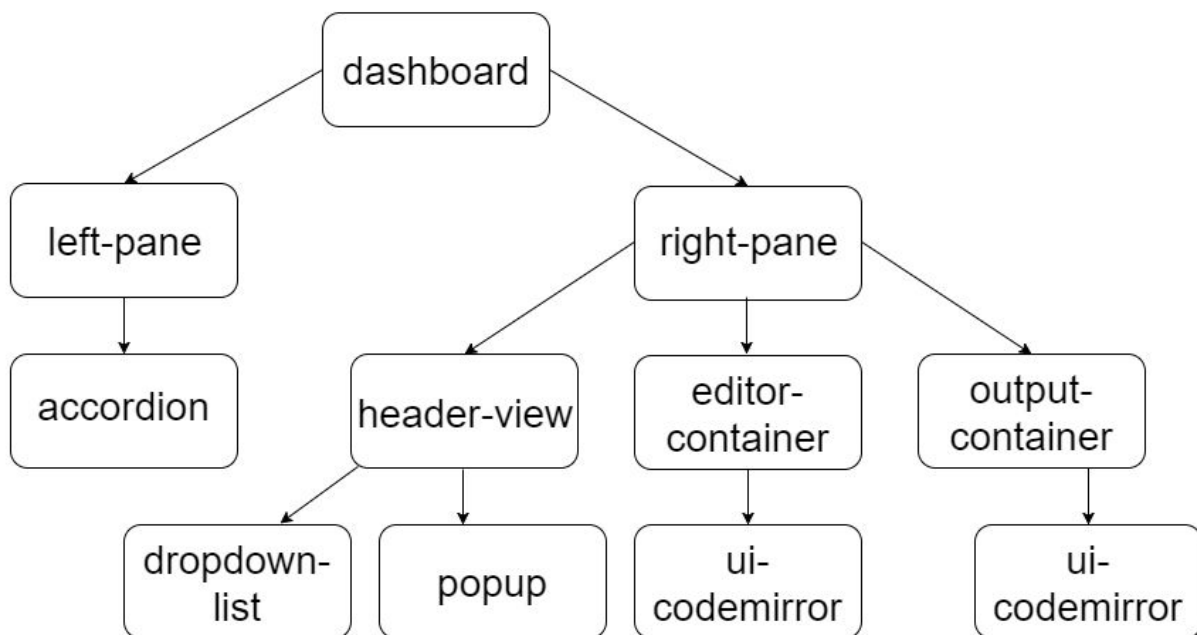 dashboard
left-pane
right-pane
accordion
header-view
editor-
container
output-
container
dropdown-
list
popup
ui-
codemirror
ui-
codemirror